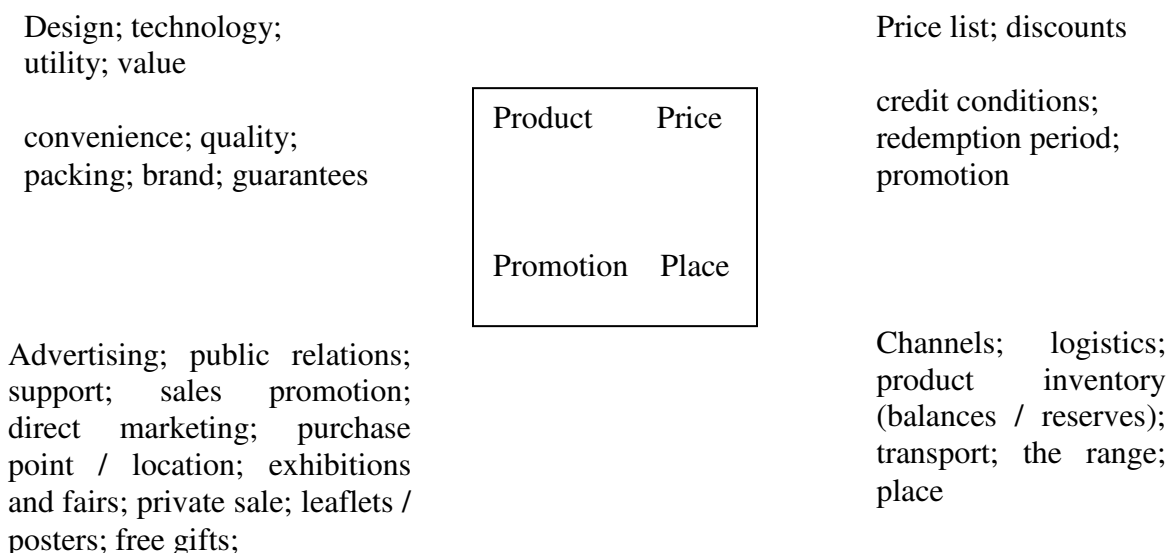 Design; technology;
utility; value
convenience; quality;
packing; brand; guarantees
Product Price
Promotion Place
Price list; discounts
credit conditions;
redemption period;
promotion
Advertising; public relations;
support; sales promotion;
direct marketing; purchase
point / location; exhibitions
and fairs; private sale; leaflets /
posters; free gifts;
Channels; logistics;
product inventory
(balances / reserves);
transport; the range;
place